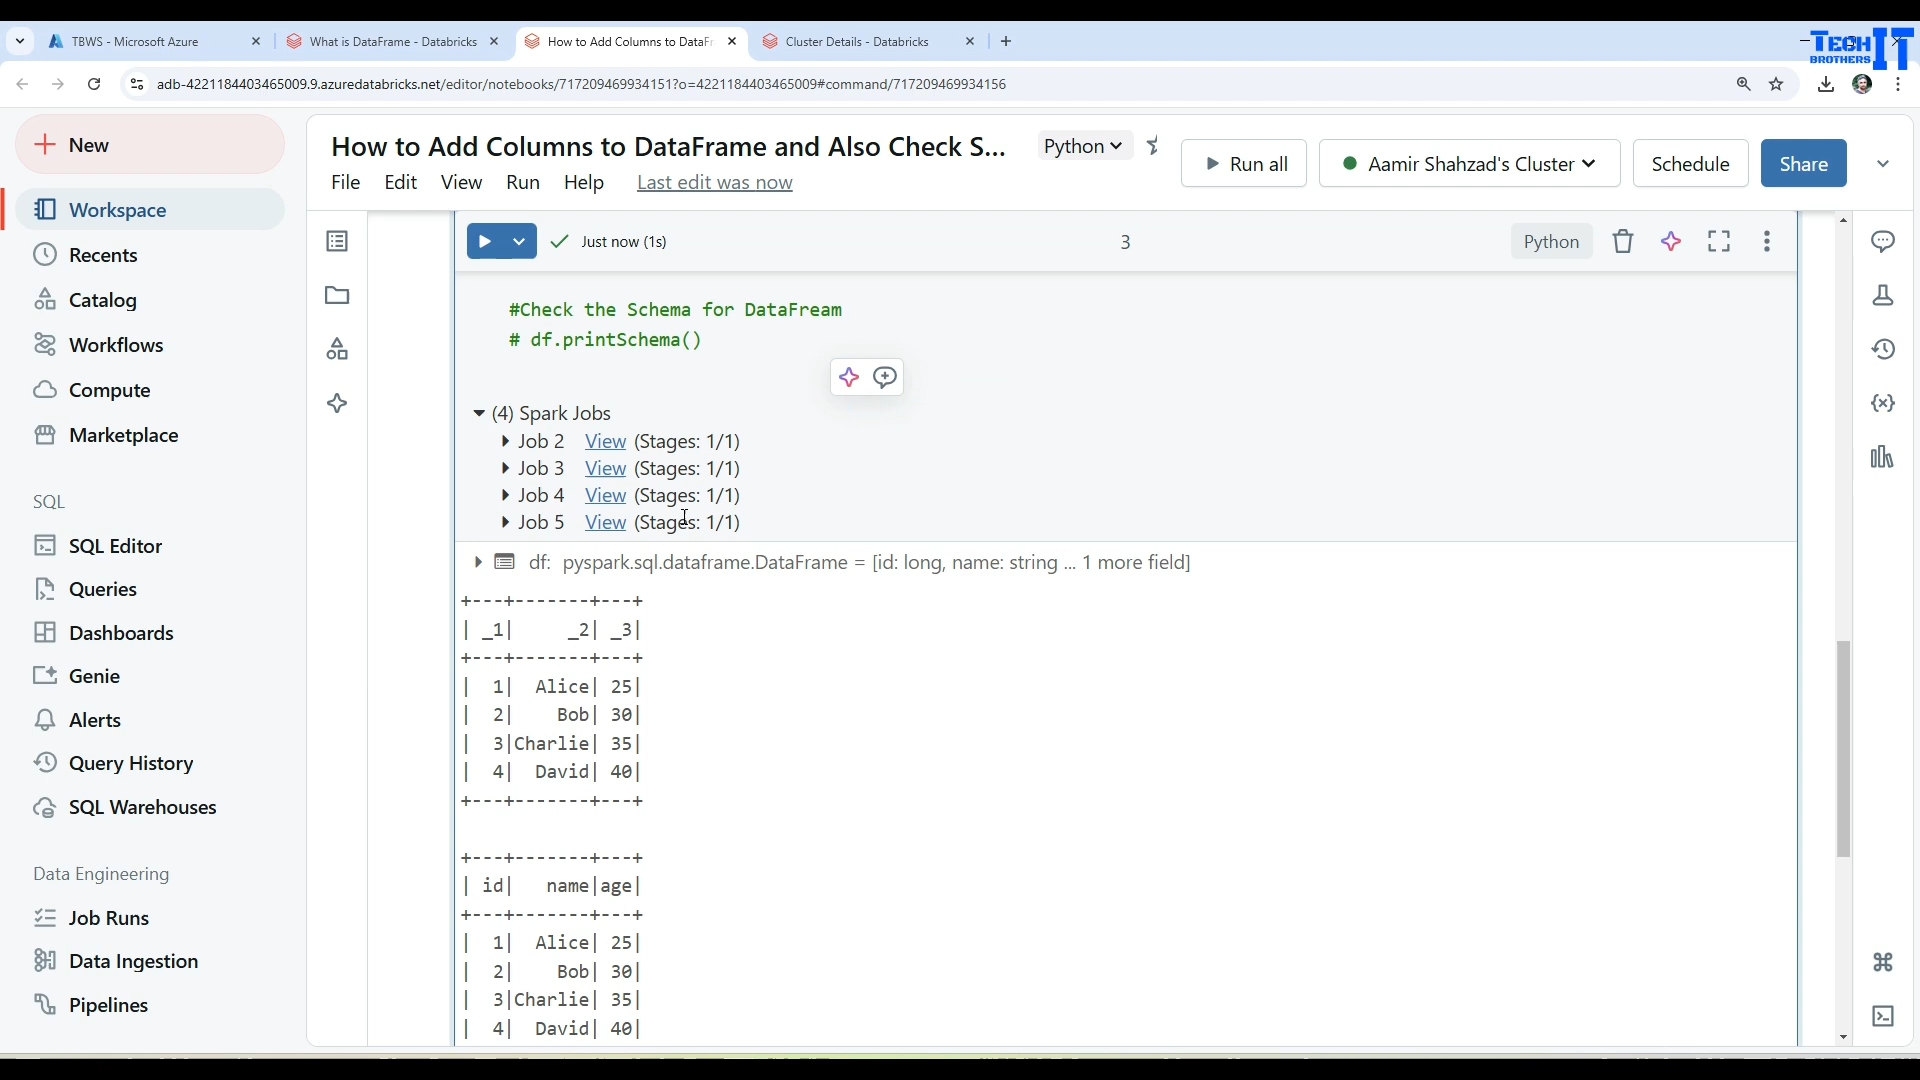 TBWS - Microsoft Azure
What is DataFrame - Databricks
How to Add Columns to DataFr
Cluster Details - Databricks
TECH IT
BROTHERS
adb-4221184403465009.9.azuredatabricks.net/editor/notebooks/717209469934151?o=4221184403465009#command/717209469934156
New
Workspace
Recents
Catalog
Workflows
Compute
Marketplace
SQL
SQL Editor
Queries
Dashboards
Genie
Alerts
Query History
SQL Warehouses
Data Engineering
Job Runs
Data Ingestion
Pipelines
How to Add Columns to DataFrame and Also Check S...
Python
Run all
Aamir Shahzad's Cluster
Schedule
Share
File Edit View Run Help Last edit was now
Just now (1s)
3
Python
#Check the Schema for DataFream
# df.printSchema()
(4) Spark Jobs
Job 2 View (Stages: 1/1)
Job 3 View (Stages: 1/1)
Job 4 View (Stages: 1/1)
Job 5 View (Stages: 1/1)
df: pyspark.sql.dataframe.DataFrame = [id: long, name: string ... 1 more field]
+---+-------+---+
| _1|     _2| _3|
+---+-------+---+
|  1|  Alice| 25|
|  2|    Bob| 30|
|  3|Charlie| 35|
|  4|  David| 40|
+---+-------+---+
+---+-------+---+
| id|   name|age|
+---+-------+---+
|  1|  Alice| 25|
|  2|    Bob| 30|
|  3|Charlie| 35|
|  4|  David| 40|